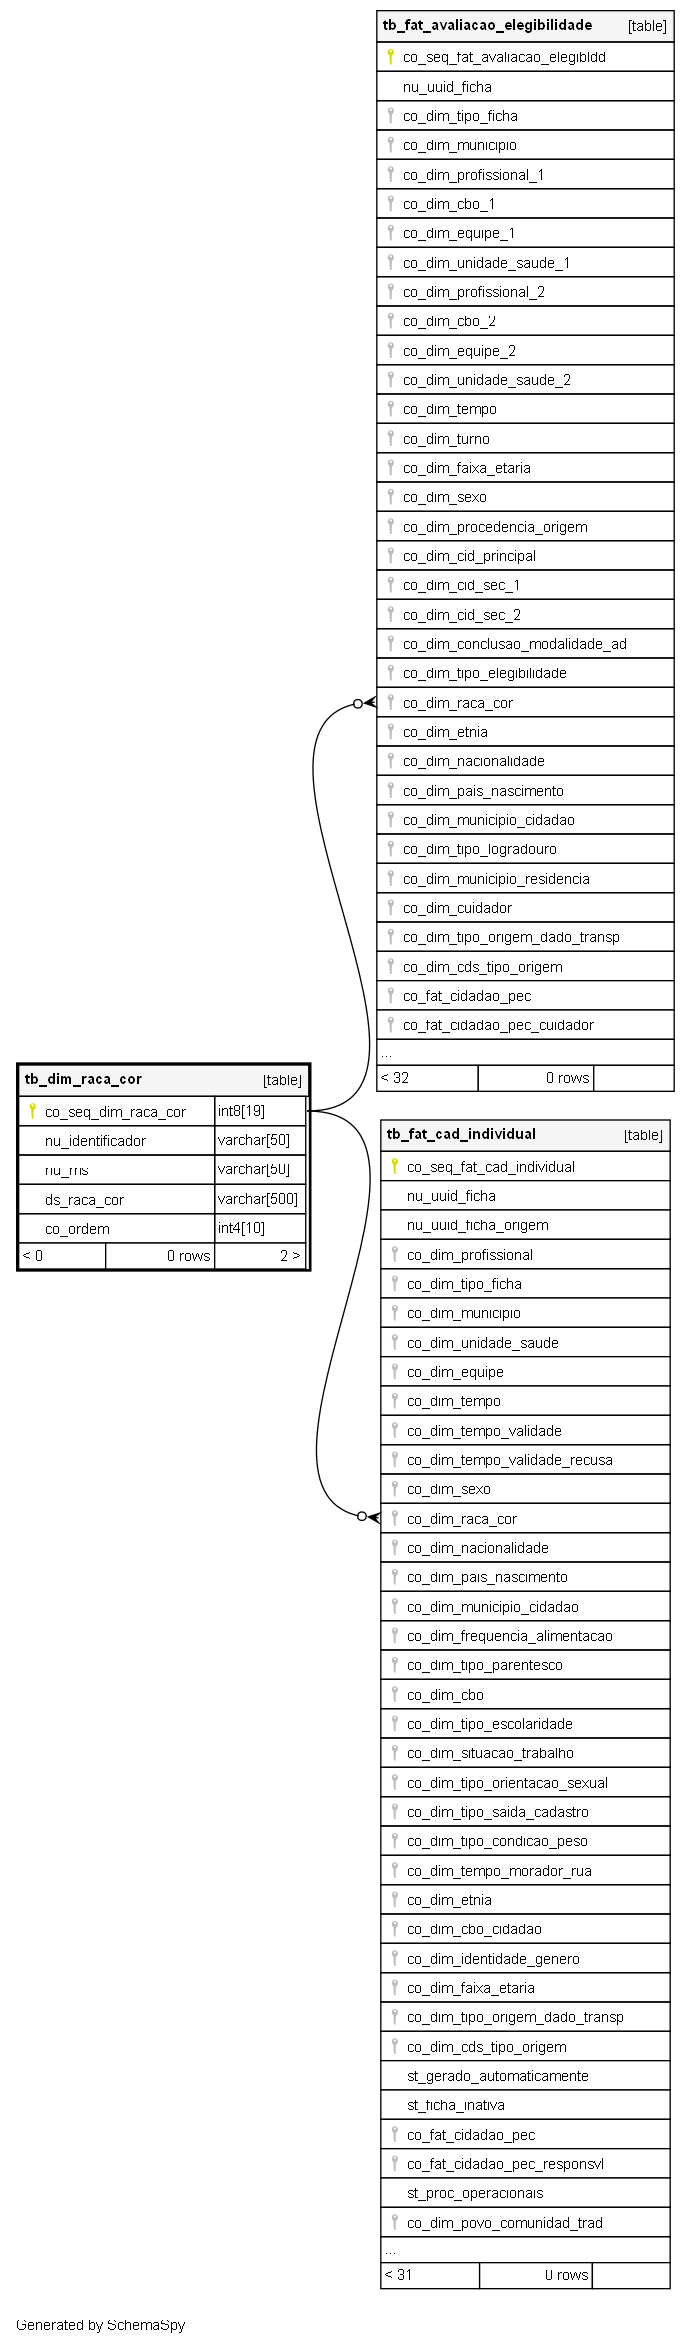 tb_fat_avaliacao_elegibilidade [table]
co_seq_fat_avaliacao_elegibldd
nu_uuid_ficha
co_dim_tipo_ficha
co_dim_municipio
co_dim_profissional_1
co_dim_cbo_1
co_dim_equipe_1
co_dim_unidade_saude_1
co_dim_profissional_2
co_dim_cbo_2
co_dim_equipe_2
co_dim_unidade_saude_2
co_dim_tempo
co_dim_turno
co_dim_faixa_etaria
co_dim_sexo
co_dim_procedencia_origem
co_dim_cid_principal
co_dim_cid_sec_1
co_dim_cid_sec_2
co_dim_conclusao_modalidade_ad
co_dim_tipo_elegibilidade
co_dim_raca_cor
co_dim_etnia
co_dim_nacionalidade
co_dim_pais_nascimento
co_dim_municipio_cidadao
co_dim_tipo_logradouro
co_dim_municipio_residencia
co_dim_cuidador
co_dim_tipo_origem_dado_transp
co_dim_cds_tipo_origem
co_fat_cidadao_pec
co_fat_cidadao_pec_cuidador
...
< 32 0 rows
tb_dim_raca_cor [table]
co_seq_dim_raca_cor int8[19]
nu_identificador varchar[50]
nu_ms varchar[50]
ds_raca_cor varchar[500]
co_ordem int4[10]
< 0 0 rows 2 >
tb_fat_cad_individual [table]
co_seq_fat_cad_individual
nu_uuid_ficha
nu_uuid_ficha_origem
co_dim_profissional
co_dim_tipo_ficha
co_dim_municipio
co_dim_unidade_saude
co_dim_equipe
co_dim_tempo
co_dim_tempo_validade
co_dim_tempo_validade_recusa
co_dim_sexo
co_dim_raca_cor
co_dim_nacionalidade
co_dim_pais_nascimento
co_dim_municipio_cidadao
co_dim_frequencia_alimentacao
co_dim_tipo_parentesco
co_dim_cbo
co_dim_tipo_escolaridade
co_dim_situacao_trabalho
co_dim_tipo_orientacao_sexual
co_dim_tipo_saida_cadastro
co_dim_tipo_condicao_peso
co_dim_tempo_morador_rua
co_dim_etnia
co_dim_cbo_cidadao
co_dim_identidade_genero
co_dim_faixa_etaria
co_dim_tipo_origem_dado_transp
co_dim_cds_tipo_origem
st_gerado_automaticamente
st_ficha_inativa
co_fat_cidadao_pec
co_fat_cidadao_pec_responsvl
st_proc_operacionais
co_dim_povo_comunidad_trad
...
< 31 0 rows
Generated by SchemaSpy